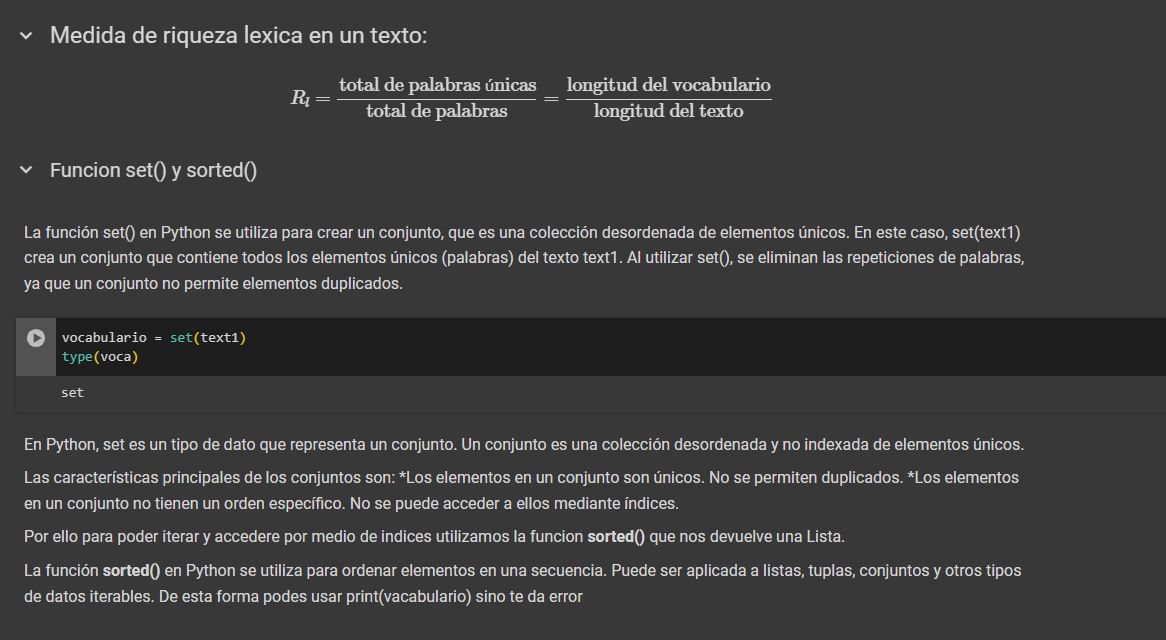 Medida de riqueza lexica en un texto:
R_l = total de palabras únicas / total de palabras = longitud del vocabulario / longitud del texto
Funcion set() y sorted()
La función set() en Python se utiliza para crear un conjunto, que es una colección desordenada de elementos únicos. En este caso, set(text1)
crea un conjunto que contiene todos los elementos únicos (palabras) del texto text1. Al utilizar set(), se eliminan las repeticiones de palabras,
ya que un conjunto no permite elementos duplicados.
vocabulario = set(text1)
type(voca)
set
En Python, set es un tipo de dato que representa un conjunto. Un conjunto es una colección desordenada y no indexada de elementos únicos.
Las características principales de los conjuntos son: *Los elementos en un conjunto son únicos. No se permiten duplicados. *Los elementos
en un conjunto no tienen un orden específico. No se puede acceder a ellos mediante índices.
Por ello para poder iterar y accedere por medio de indices utilizamos la funcion sorted() que nos devuelve una Lista.
La función sorted() en Python se utiliza para ordenar elementos en una secuencia. Puede ser aplicada a listas, tuplas, conjuntos y otros tipos
de datos iterables. De esta forma podes usar print(vacabulario) sino te da error